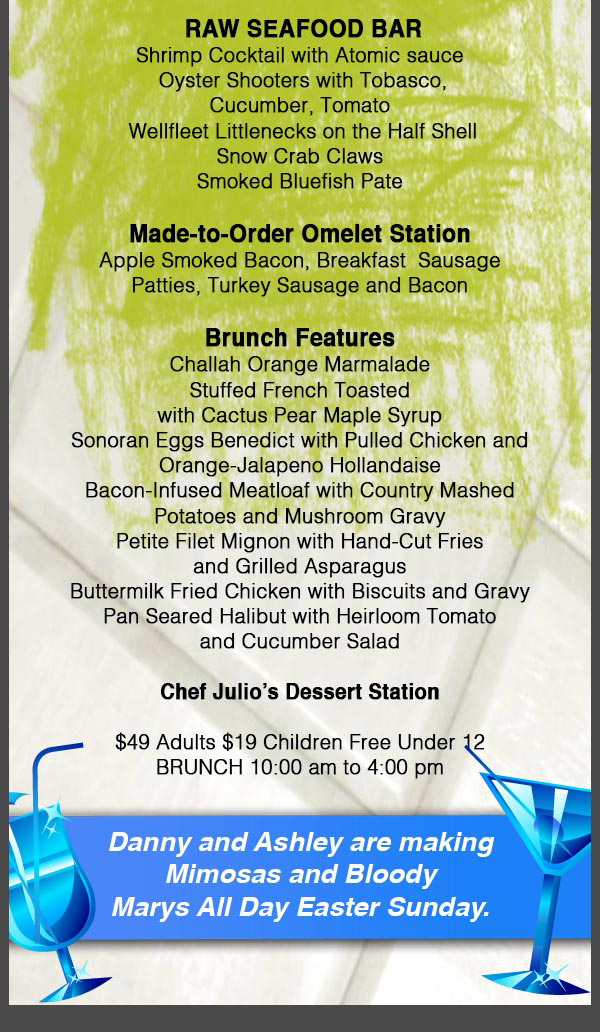 RAW SEAFOOD BAR
Shrimp Cocktail with Atomic sauce
Oyster Shooters with Tobasco,
Cucumber, Tomato
Wellfleet Littlenecks on the Half Shell
Snow Crab Claws
Smoked Bluefish Pate
Made-to-Order Omelet Station
Apple Smoked Bacon, Breakfast Sausage
Patties, Turkey Sausage and Bacon
Brunch Features
Challah Orange Marmalade
Stuffed French Toasted
with Cactus Pear Maple Syrup
Sonoran Eggs Benedict with Pulled Chicken and
Orange-Jalapeno Hollandaise
Bacon-Infused Meatloaf with Country Mashed
Potatoes and Mushroom Gravy
Petite Filet Mignon with Hand-Cut Fries
and Grilled Asparagus
Buttermilk Fried Chicken with Biscuits and Gravy
Pan Seared Halibut with Heirloom Tomato
and Cucumber Salad
Chef Julio's Dessert Station
$49 Adults $19 Children Free Under 12
BRUNCH 10:00 am to 4:00 pm
Danny and Ashley are making
Mimosas and Bloody
Marys All Day Easter Sunday.